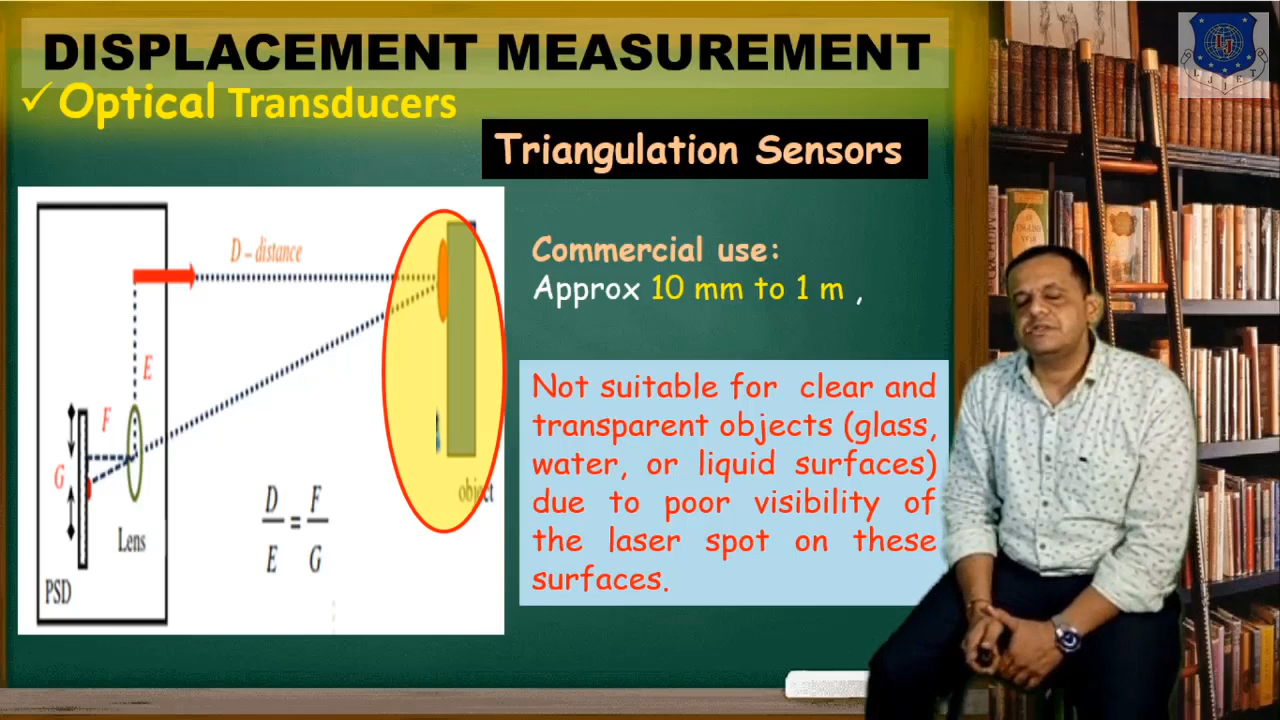 DISPLACEMENT MEASUREMENT
✓Optical Transducers
Triangulation Sensors
D – distance
E
F
G
Lens
PSD
object
D/E = F/G
Commercial use:
Approx 10 mm to 1 m ,
Not suitable for clear and
transparent objects (glass,
water, or liquid surfaces)
due to poor visibility of
the laser spot on these
surfaces.
LJ
LJIET